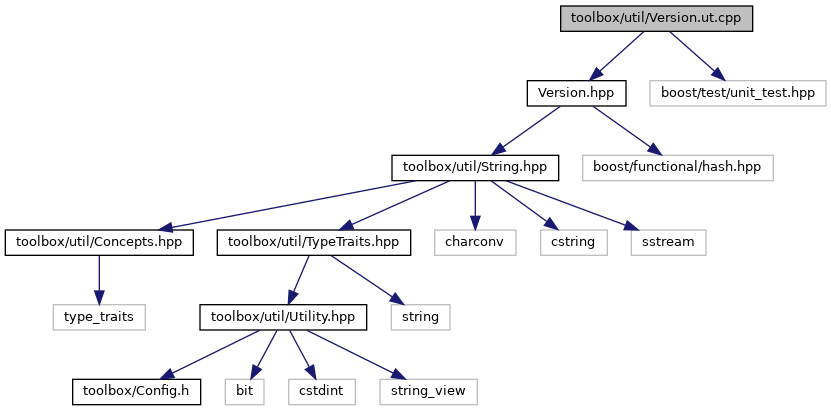 toolbox/util/Version.ut.cpp
Version.hpp
boost/test/unit_test.hpp
toolbox/util/String.hpp
boost/functional/hash.hpp
toolbox/util/Concepts.hpp
toolbox/util/TypeTraits.hpp
charconv
cstring
sstream
type_traits
toolbox/util/Utility.hpp
string
toolbox/Config.h
bit
cstdint
string_view